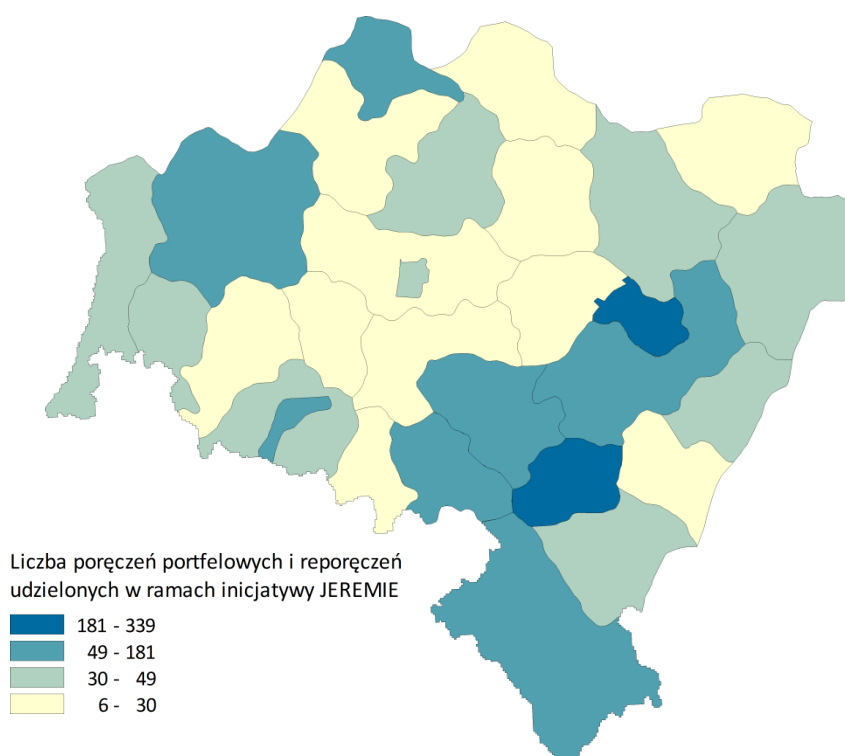 Liczba poręczeń portfelowych i reporęczeń
udzielonych w ramach inicjatywy JEREMIE
181 - 339
49 - 181
30 - 49
6 - 30